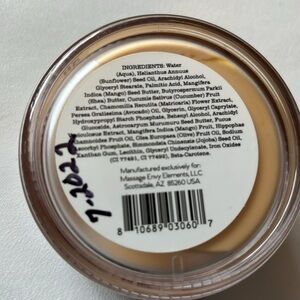 INGREDIENTS: Water
(Aqua), Helianthus Annuus
(Sunflower) Seed Oil, Arachidyl Alcohol,
Glyceryl Stearate, Palmitic Acid, Mangifera
Indica (Mango) Seed Butter, Butyrospermum Parkii
(Shea) Butter, Cucumis Sativus (Cucumber) Fruit
Extract, Chamomilla Recutita (Matricaria) Flower Extract,
Persea Gratissima (Avocado) Oil, Glycerin, Glyceryl Caprylate,
Hydroxypropyl Starch Phosphate, Behenyl Alcohol, Arachidyl
Glucoside, Astrocaryum Murumuru Seed Butter, Fucus
Vesiculosus Extract, Mangifera Indica (Mango) Fruit, Hippophae
Rhamnoides Fruit Oil, Olea Europaea (Olive) Fruit Oil, Sodium
Ascorbyl Phosphate, Simmondsia Chinensis (Jojoba) Seed Oil,
Xanthan Gum, Lecithin, Glyceryl Undecylenate, Iron Oxides
(CI 77491, CI 77492), Beta-Carotene.
Manufactured exclusively for:
Massage Envy Elements, LLC
Scottsdale, AZ 85260 USA
8 10689 03060 7
7-2022